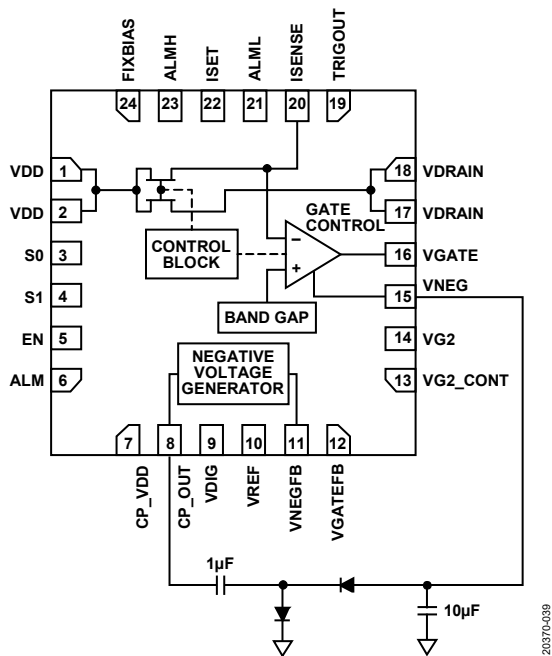 FIXBIAS
ALMH
ISET
ALML
ISENSE
TRIGOUT
24
23
22
21
20
19
VDD
1
VDD
2
S0
3
S1
4
EN
5
ALM
6
18
VDRAIN
17
VDRAIN
16
VGATE
15
VNEG
14
VG2
13
VG2_CONT
GATE
CONTROL
CONTROL
BLOCK
–
+
BAND GAP
NEGATIVE
VOLTAGE
GENERATOR
7
8
9
10
11
12
CP_VDD
CP_OUT
VDIG
VREF
VNEGFB
VGATEFB
1µF
10µF
20370-039